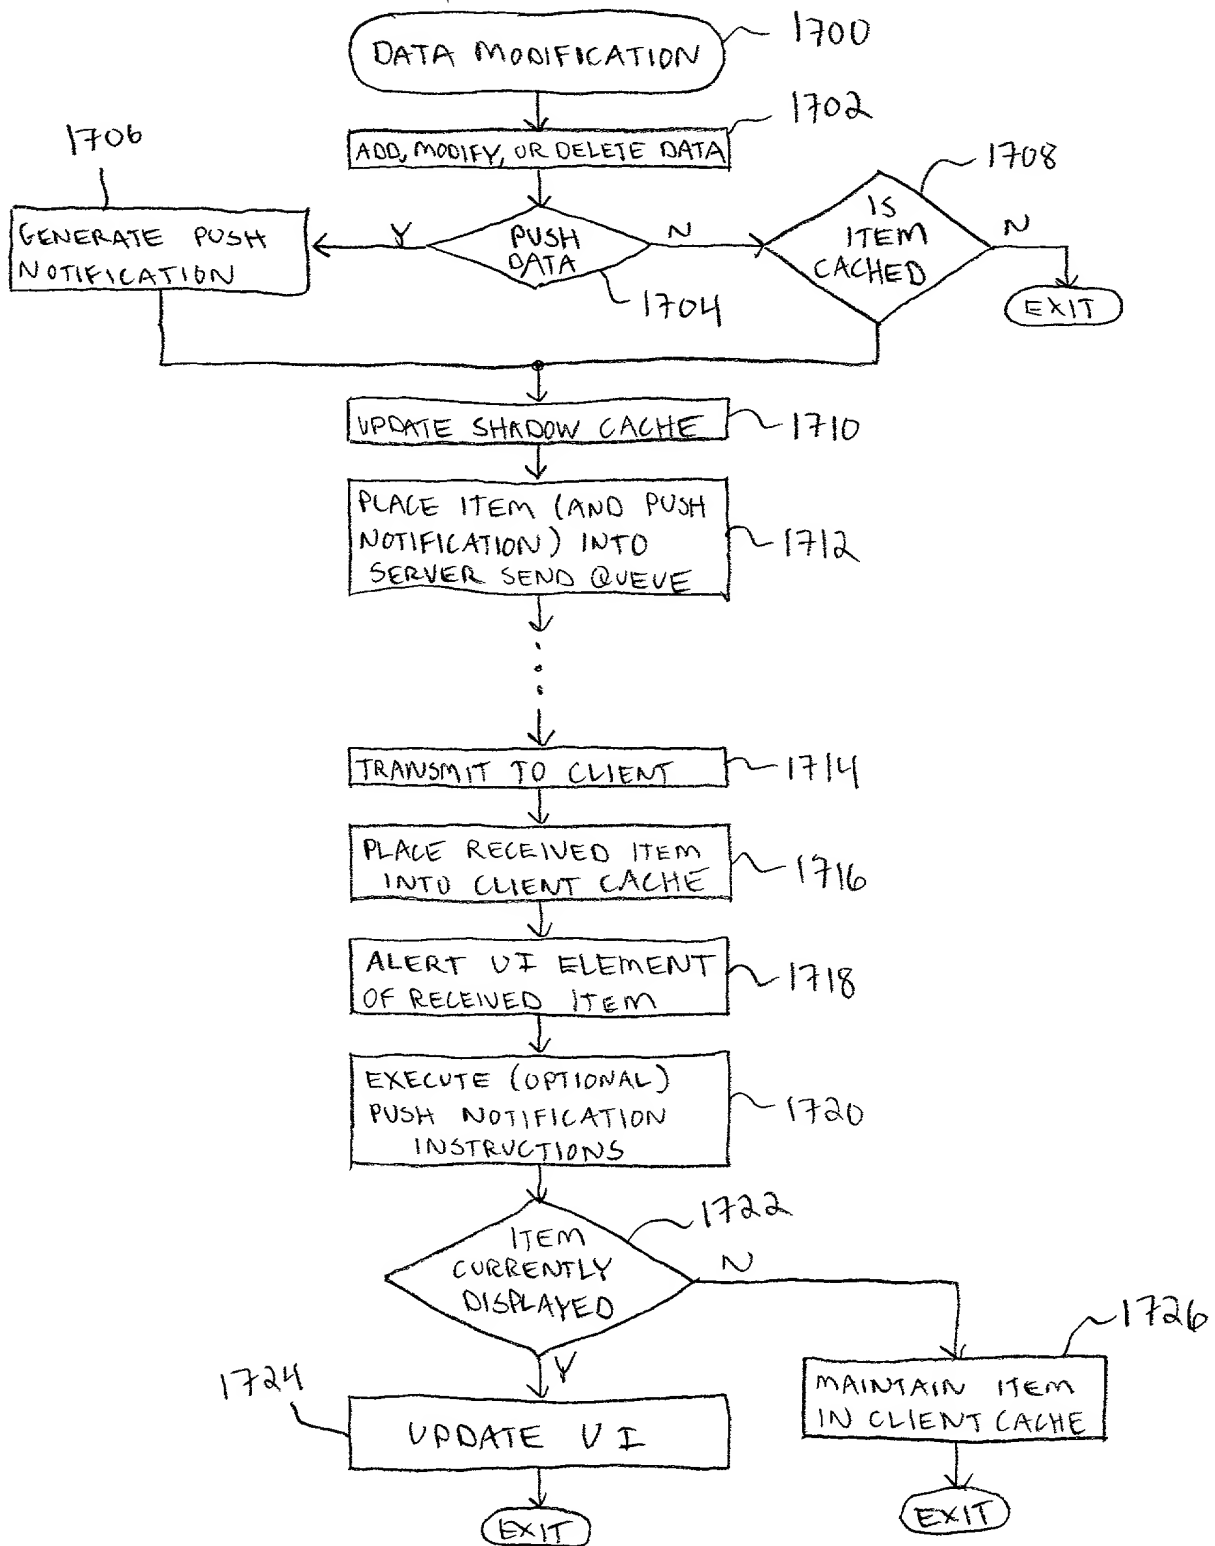 DATA MODIFICATION
1700
1702
ADD, MODIFY, OR DELETE DATA
1706
GENERATE PUSH
NOTIFICATION
Y
PUSH
DATA
1704
N
1708
IS
ITEM
CACHED
N
EXIT
UPDATE SHADOW CACHE
1710
PLACE ITEM (AND PUSH
NOTIFICATION) INTO
SERVER SEND QUEUE
1712
TRANSMIT TO CLIENT
1714
PLACE RECEIVED ITEM
INTO CLIENT CACHE
1716
ALERT UI ELEMENT
OF RECEIVED ITEM
1718
EXECUTE (OPTIONAL)
PUSH NOTIFICATION
INSTRUCTIONS
1720
1722
ITEM
CURRENTLY
DISPLAYED
N
Y
1724
UPDATE UI
EXIT
1726
MAINTAIN ITEM
IN CLIENT CACHE
EXIT